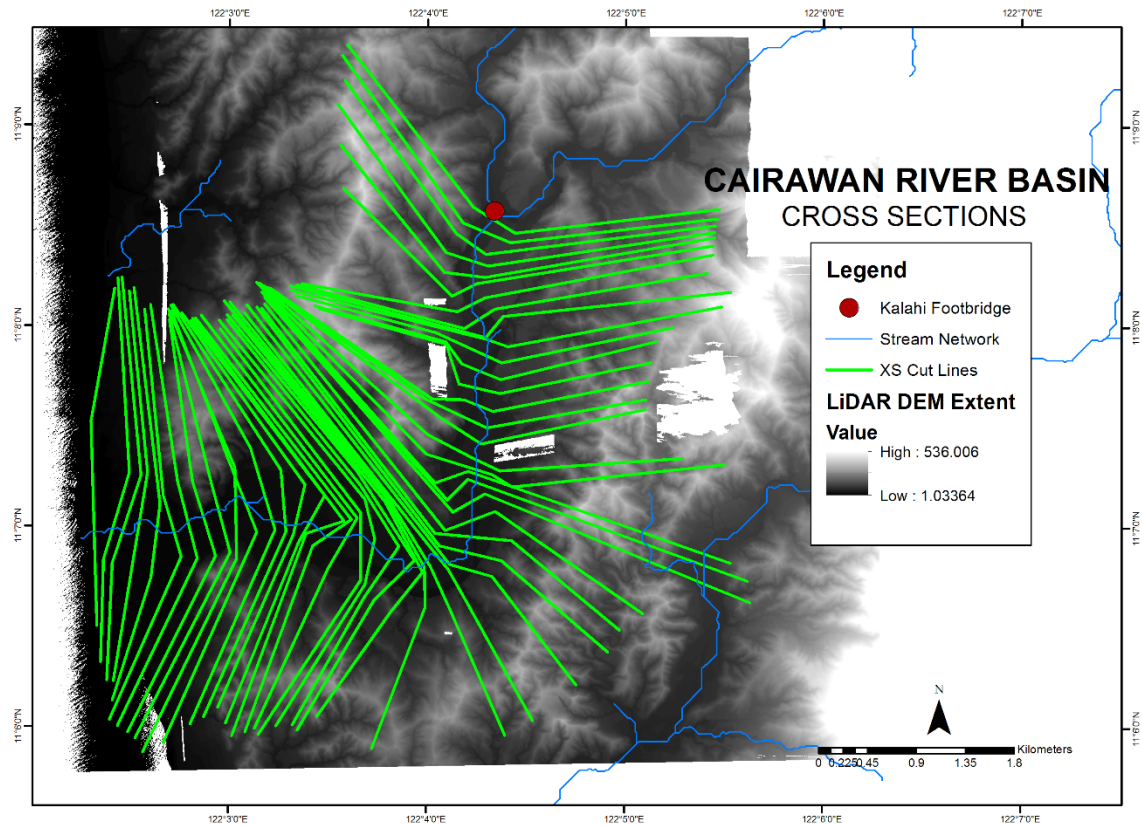 122°3'0"E 122°4'0"E 122°5'0"E 122°6'0"E 122°7'0"E
11°9'0"N 11°9'0"N
CAIRAWAN RIVER BASIN
CROSS SECTIONS
Legend
Kalahi Footbridge
Stream Network
XS Cut Lines
LiDAR DEM Extent
Value
High : 536.006
Low : 1.03364
11°8'0"N 11°8'0"N
11°7'0"N 11°7'0"N
N
11°6'0"N 11°6'0"N
Kilometers
0 0.225 0.45 0.9 1.35 1.8
122°3'0"E 122°4'0"E 122°5'0"E 122°6'0"E 122°7'0"E